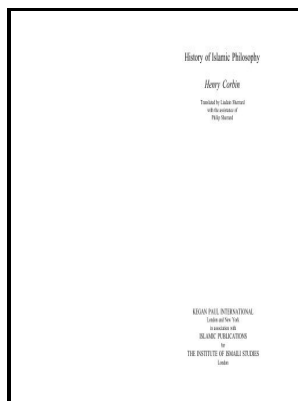 History of Islamic Philosophy
Henry Corbin
Translated by Liadain Sherrard
with the assistance of
Philip Sherrard
KEGAN PAUL INTERNATIONAL
London and New York
in association with
ISLAMIC PUBLICATIONS
for
THE INSTITUTE OF ISMAILI STUDIES
London